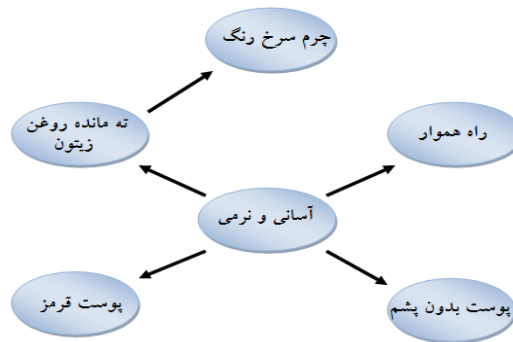 چرم سرخ رنگ
ته مانده روغن
زیتون
راه هموار
آسانی و نرمی
پوست قرمز
پوست بدون پشم